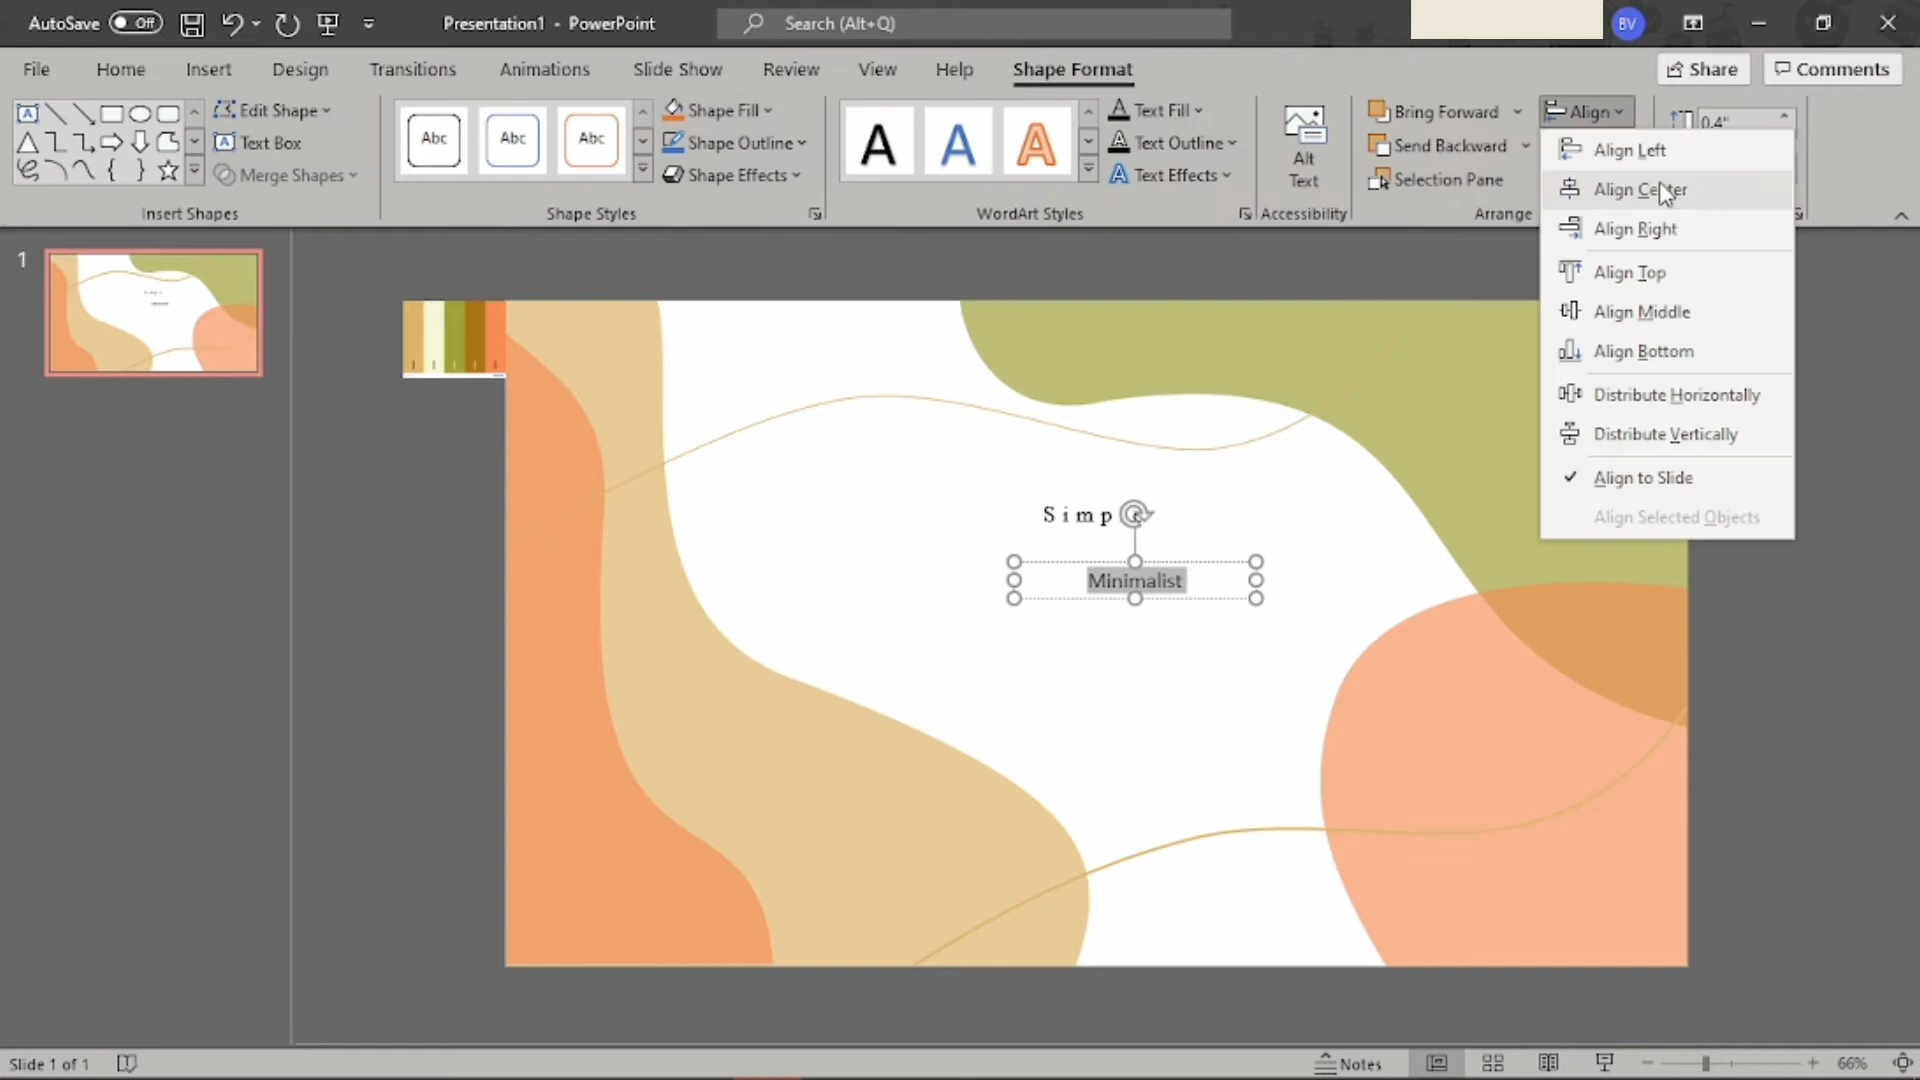 AutoSave Off Presentation1 - PowerPoint Search (Alt+Q) BV
File Home Insert Design Transitions Animations Slide Show Review View Help Shape Format Share Comments
Edit Shape
Text Box
Merge Shapes
Insert Shapes
Abc Abc Abc
Shape Fill
Shape Outline
Shape Effects
Shape Styles
A A A
Text Fill
Text Outline
Text Effects
WordArt Styles
Alt
Text
Accessibility
Bring Forward
Send Backward
Selection Pane
Arrange
Align
0.4"
Align Left
Align Center
Align Right
Align Top
Align Middle
Align Bottom
Distribute Horizontally
Distribute Vertically
Align to Slide
Align Selected Objects
1
Simp
Minimalist
Slide 1 of 1 Notes 66%